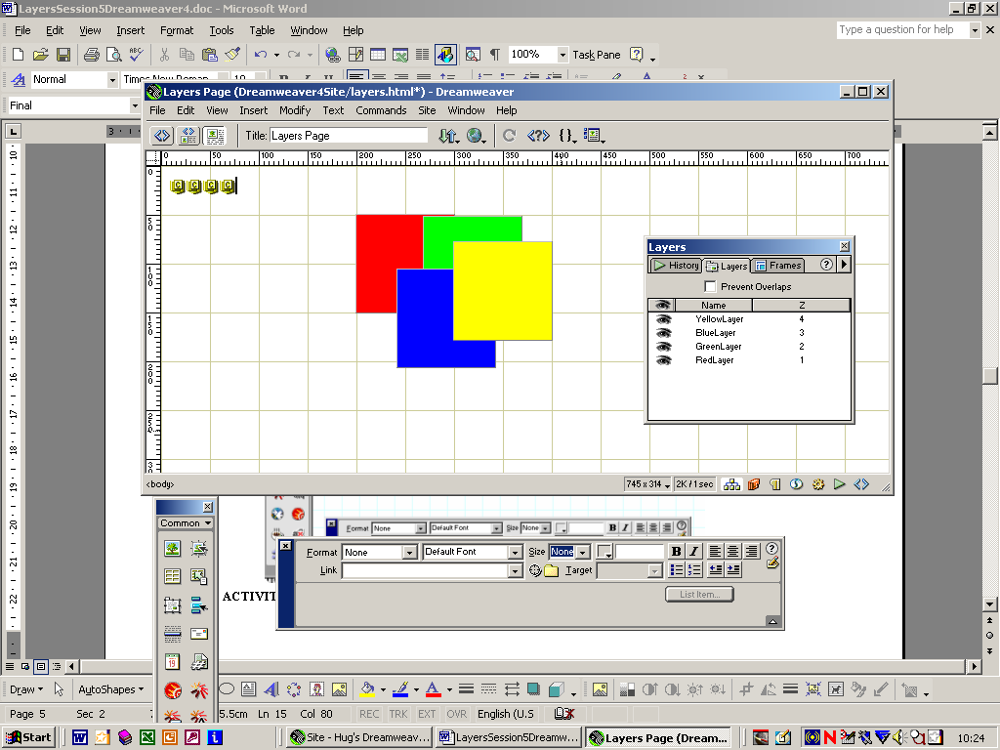 LayersSession5Dreamweaver4.doc - Microsoft Word
File Edit View Insert Format Tools Table Window Help
Type a question for help
100% Task Pane
Normal Times New Roman 10
Final
Layers Page (Dreamweaver4Site/layers.html*) - Dreamweaver
File Edit View Insert Modify Text Commands Site Window Help
Title: Layers Page
0 50 100 150 200 250 300 350 400 450 500 550 600 650 700
Layers
History Layers Frames
Prevent Overlaps
Name Z
YellowLayer 4
BlueLayer 3
GreenLayer 2
RedLayer 1
<body>
745 x 314 2K / 1 sec
Common
Format None Default Font Size None B I
Format None Default Font Size None B I
Link Target
List Item...
ACTIVIT
Draw AutoShapes
Page 5 Sec 2 5.5cm Ln 15 Col 80 REC TRK EXT OVR English (U.S
Start Site - Hug's Dreamweav... LayersSession5Dreamw... Layers Page (Dream... 10:24